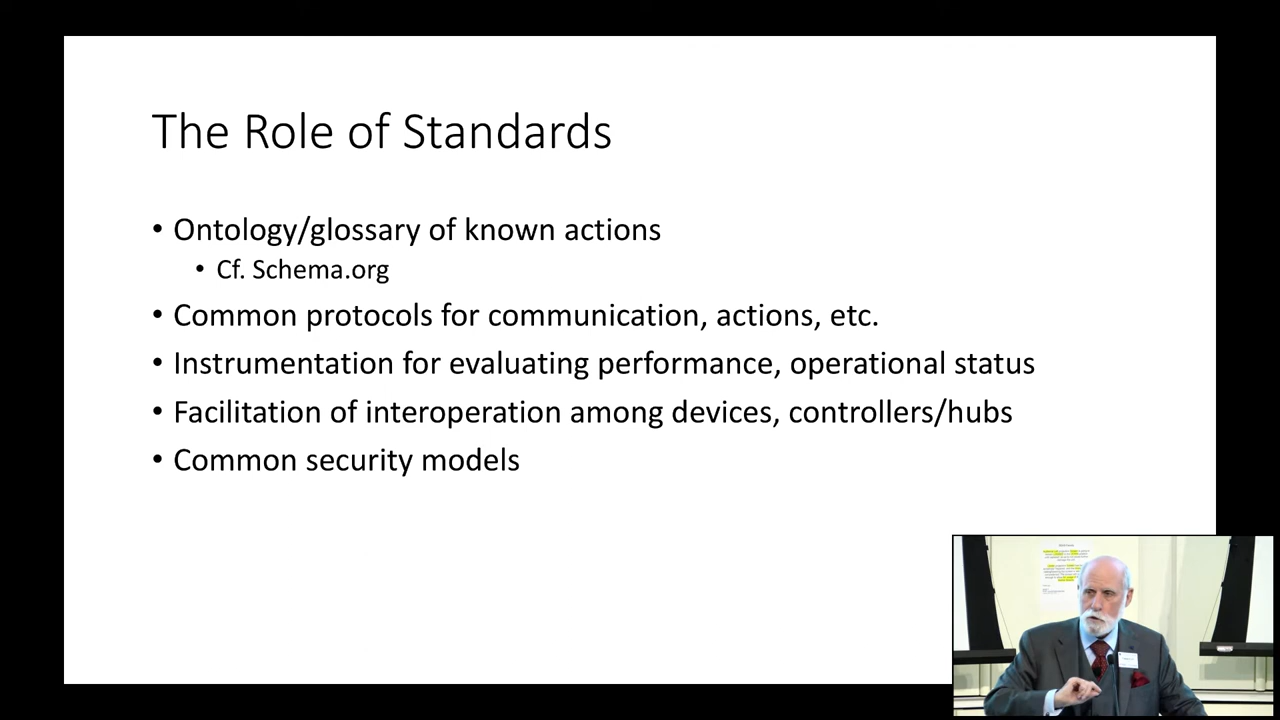 The Role of Standards
• Ontology/glossary of known actions
• Cf. Schema.org
• Common protocols for communication, actions, etc.
• Instrumentation for evaluating performance, operational status
• Facilitation of interoperation among devices, controllers/hubs
• Common security models